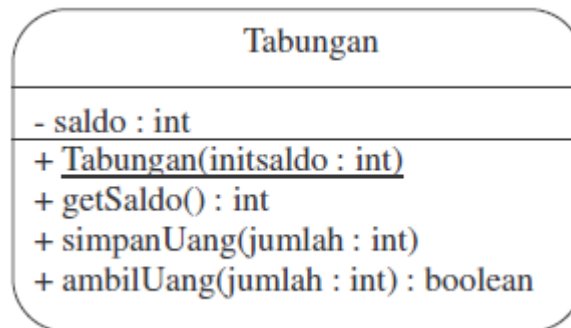 Tabungan
- saldo : int
+ Tabungan(initsaldo : int)
+ getSaldo() : int
+ simpanUang(jumlah : int)
+ ambilUang(jumlah : int) : boolean